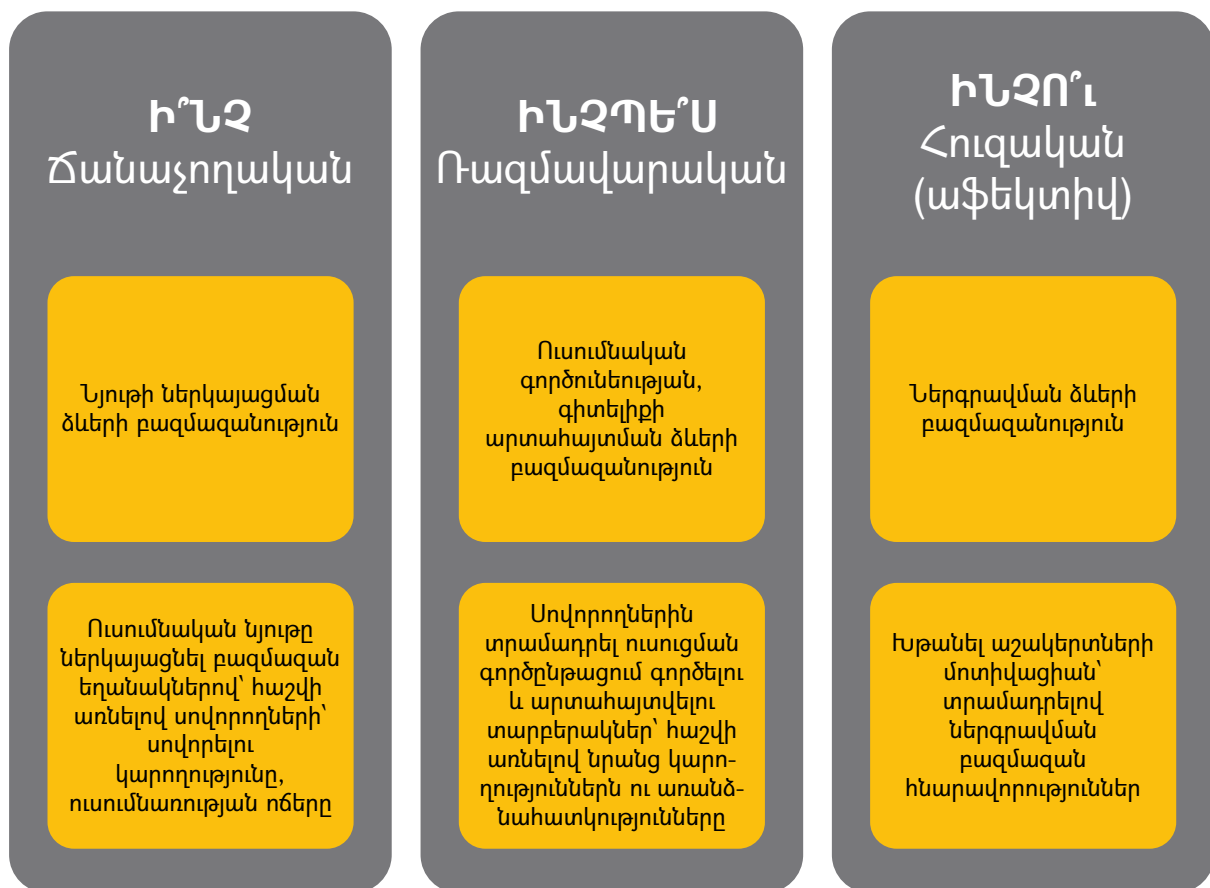 Ի՞ՆՉ
Ճանաչողական
Նյութի ներկայացման
ձևերի բազմազանություն
Ուսումնական նյութը
ներկայացնել բազմազան
եղանակներով՝ հաշվի
առնելով սովորողների՝
սովորելու
կարողությունը,
ուսումնառության ոճերը
ԻՆՉՊԵ՞Ս
Ռազմավարական
Ուսումնական
գործունեության,
գիտելիքի
արտահայտման ձևերի
բազմազանություն
Սովորողներին
տրամադրել ուսուցման
գործընթացում գործելու
և արտահայտվելու
տարբերակներ՝ հաշվի
առնելով նրանց կարո-
ղություններն ու առանձ-
նահատկությունները
ԻՆՉՈ՞ւ
Հուզական
(աֆեկտիվ)
Ներգրավման ձևերի
բազմազանություն
Խթանել աշակերտների
մոտիվացիան՝
տրամադրելով
ներգրավման
բազմազան
հնարավորություններ